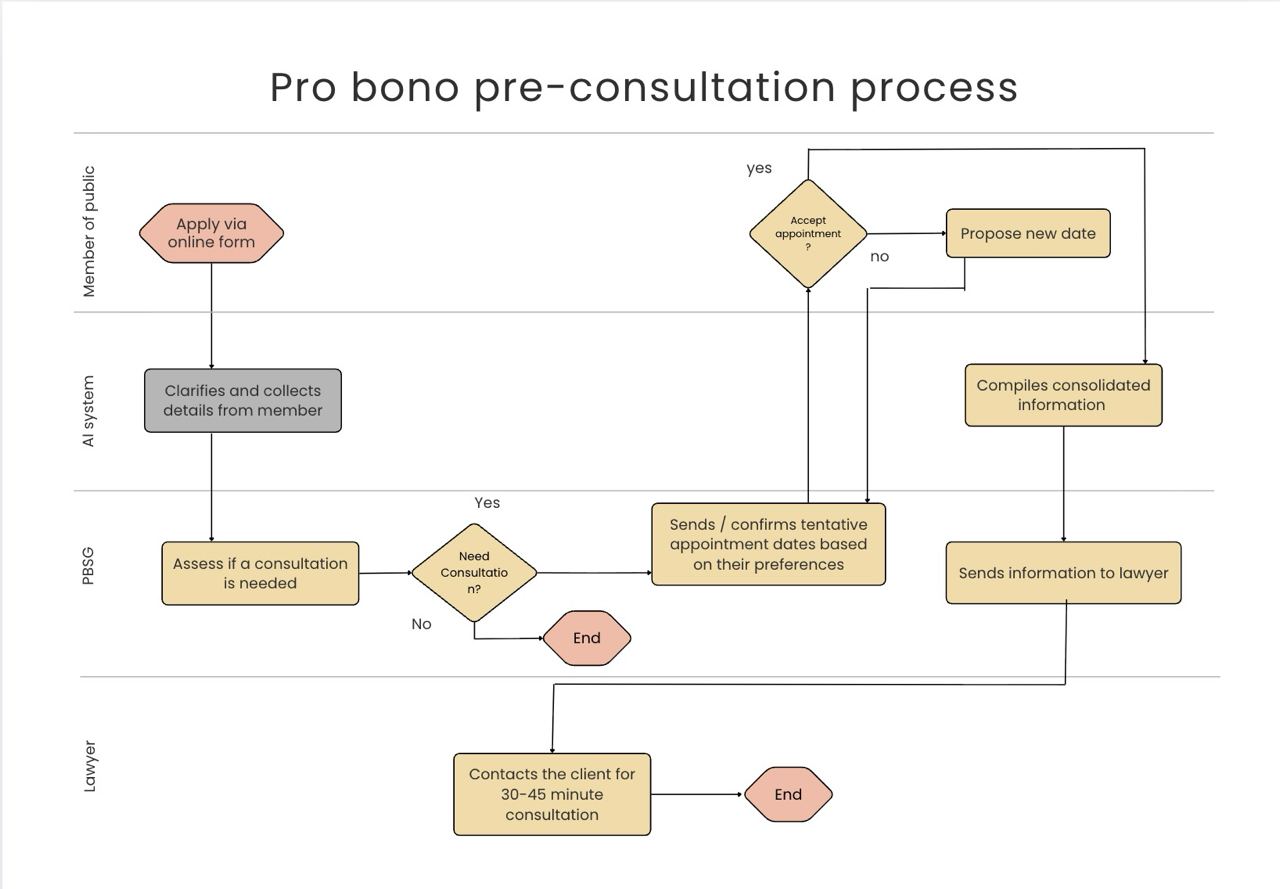 Pro bono pre-consultation process
Member of public
Apply via
online form
yes
Accept
appointment
?
no
Propose new date
AI system
Clarifies and collects
details from member
Compiles consolidated
information
PBSG
Assess if a consultation
is needed
Yes
Need
Consultatio
n?
No
End
Sends / confirms tentative
appointment dates based
on their preferences
Sends information to lawyer
Lawyer
Contacts the client for
30-45 minute
consultation
End